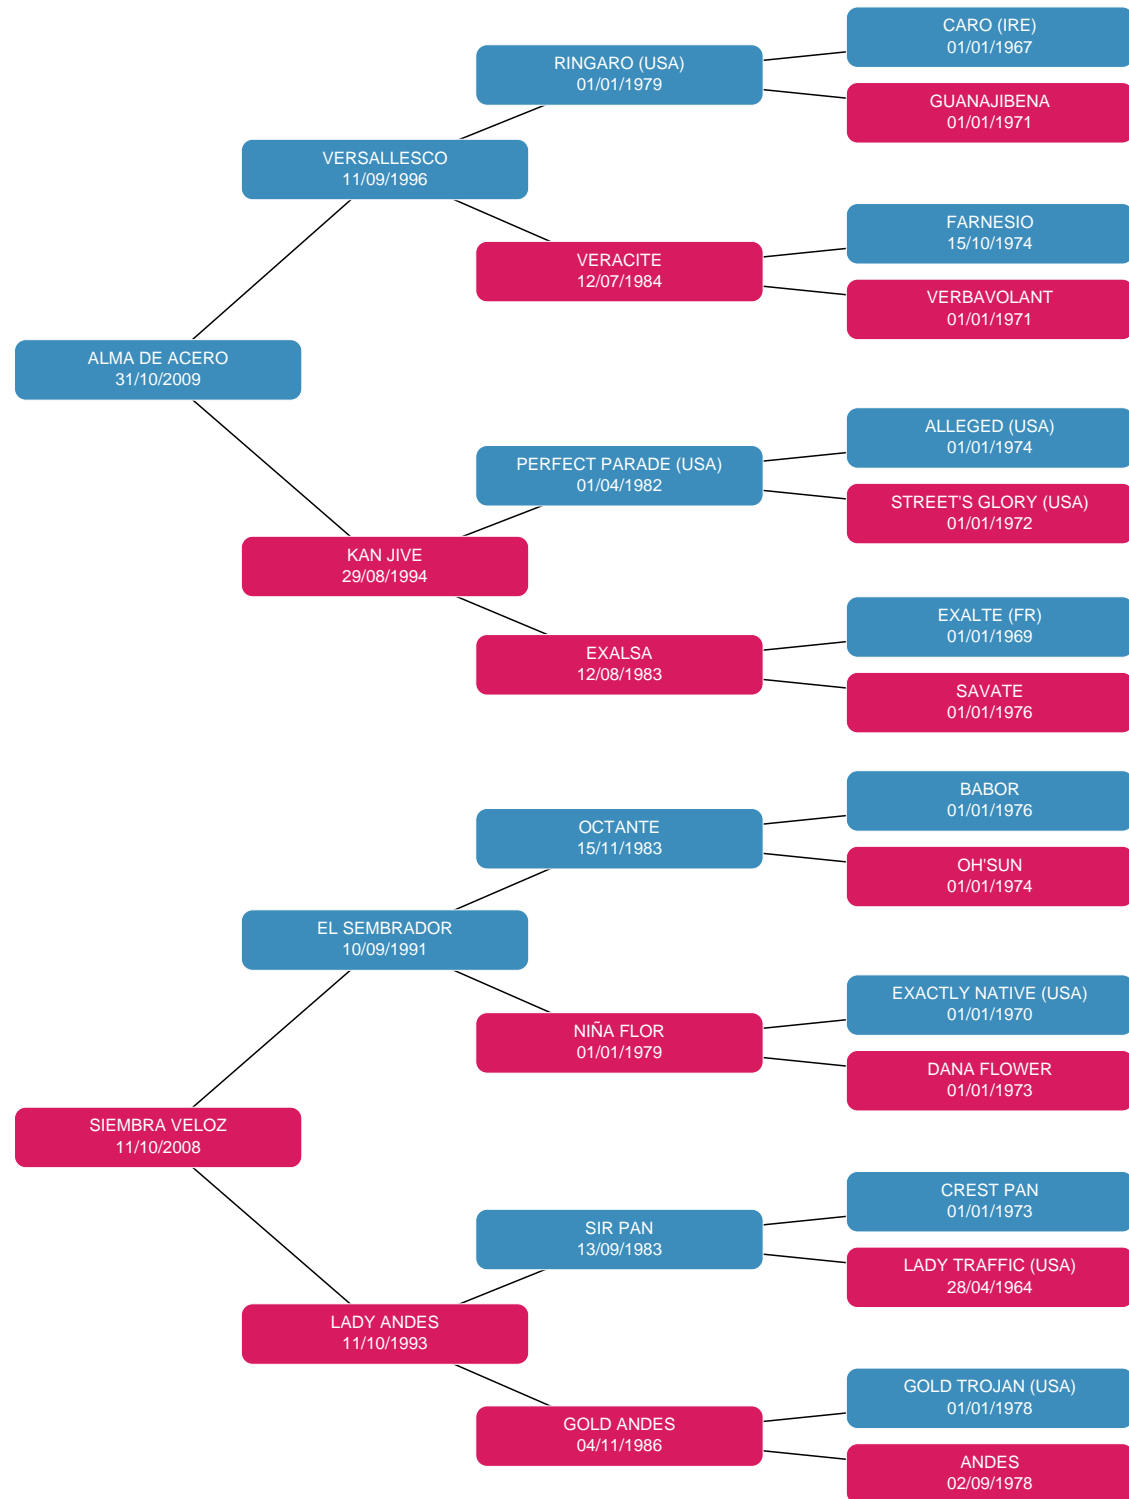 CARO (IRE)
01/01/1967
RINGARO (USA)
01/01/1979
GUANAJIBENA
01/01/1971
VERSALLESCO
11/09/1996
FARNESIO
15/10/1974
VERACITE
12/07/1984
VERBAVOLANT
01/01/1971
ALMA DE ACERO
31/10/2009
ALLEGED (USA)
01/01/1974
PERFECT PARADE (USA)
01/04/1982
STREET'S GLORY (USA)
01/01/1972
KAN JIVE
29/08/1994
EXALTE (FR)
01/01/1969
EXALSA
12/08/1983
SAVATE
01/01/1976
BABOR
01/01/1976
OCTANTE
15/11/1983
OH'SUN
01/01/1974
EL SEMBRADOR
10/09/1991
EXACTLY NATIVE (USA)
01/01/1970
NIÑA FLOR
01/01/1979
DANA FLOWER
01/01/1973
SIEMBRA VELOZ
11/10/2008
CREST PAN
01/01/1973
SIR PAN
13/09/1983
LADY TRAFFIC (USA)
28/04/1964
LADY ANDES
11/10/1993
GOLD TROJAN (USA)
01/01/1978
GOLD ANDES
04/11/1986
ANDES
02/09/1978